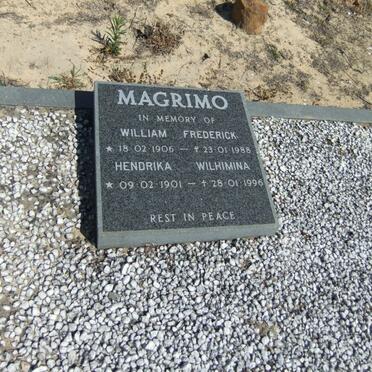 MAGRIMO
IN MEMORY OF
WILLIAM FREDERICK
★ 18·02·1906 – † 23·01·1988
HENDRIKA WILHIMINA
★ 09·02·1901 – † 28·01·1996
REST IN PEACE